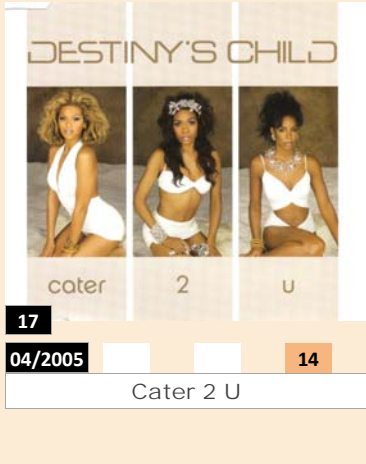 DESTINY'S CHILD
cater 2 u
17
04/2005 14
Cater 2 U